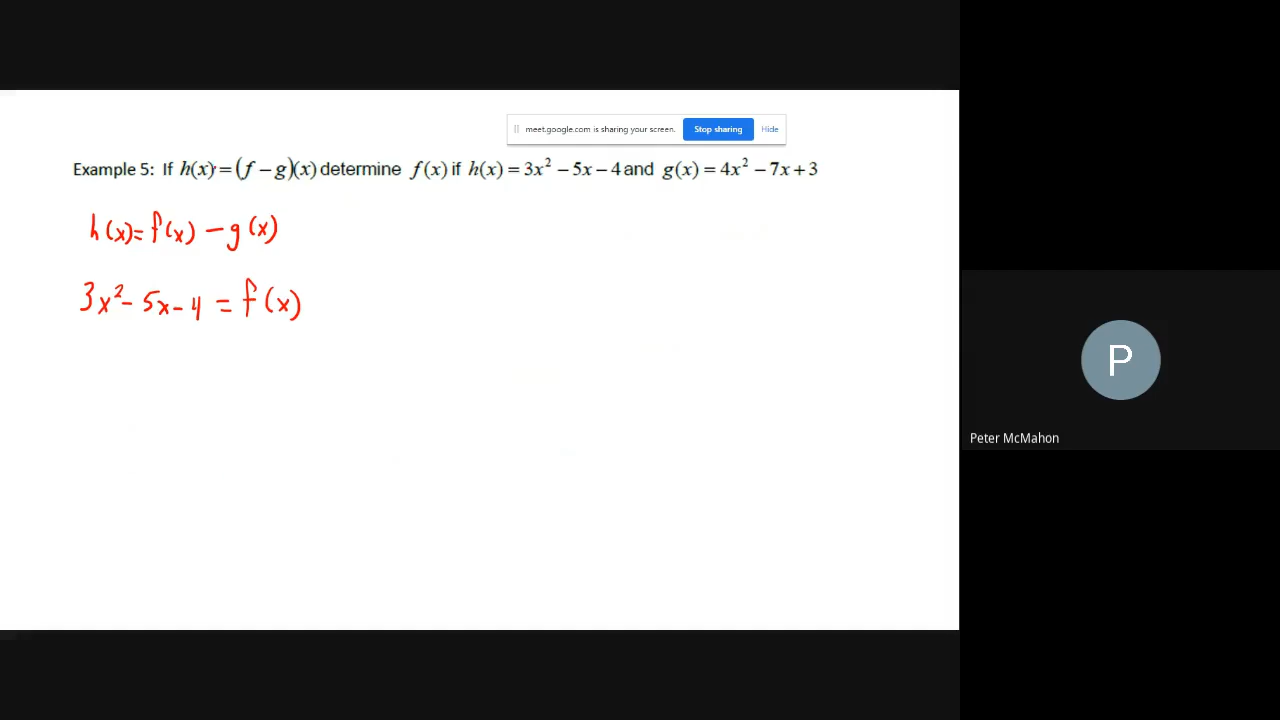 meet.google.com is sharing your screen. Stop sharing Hide
Example 5: If h(x) = (f − g)(x) determine f(x) if h(x) = 3x² − 5x − 4 and g(x) = 4x² − 7x + 3
h(x) = f(x) − g(x)
3x² − 5x − 4 = f(x)
P
Peter McMahon